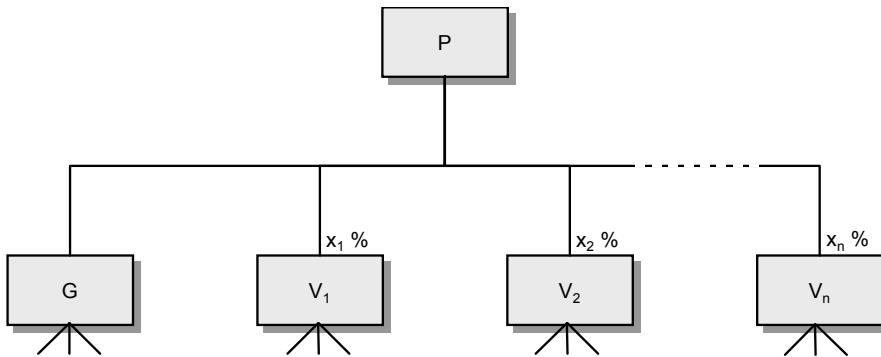 P
x₁ %
x₂ %
xₙ %
G
V₁
V₂
Vₙ